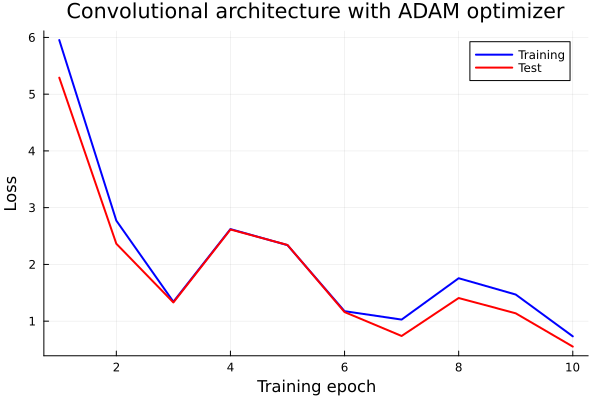 Convolutional architecture with ADAM optimizer
Training
Test
6
5
4
3
2
1
Loss
2 4 6 8 10
Training epoch